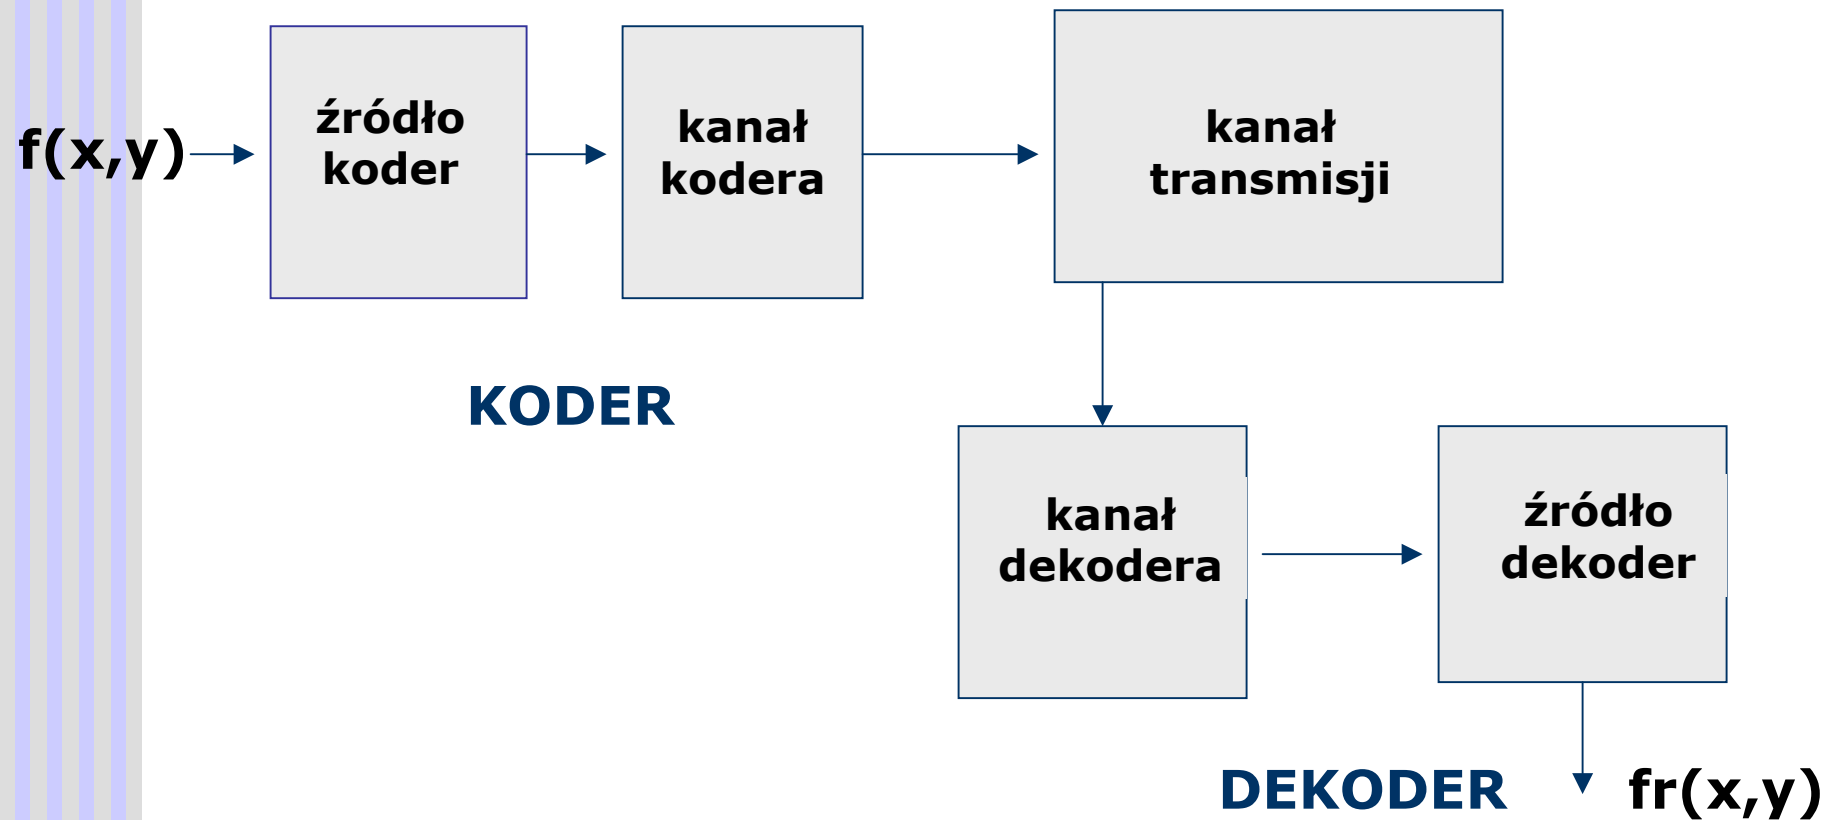 f(x,y)
źródło
koder
kanał
kodera
kanał
transmisji
KODER
kanał
dekodera
źródło
dekoder
DEKODER
fr(x,y)